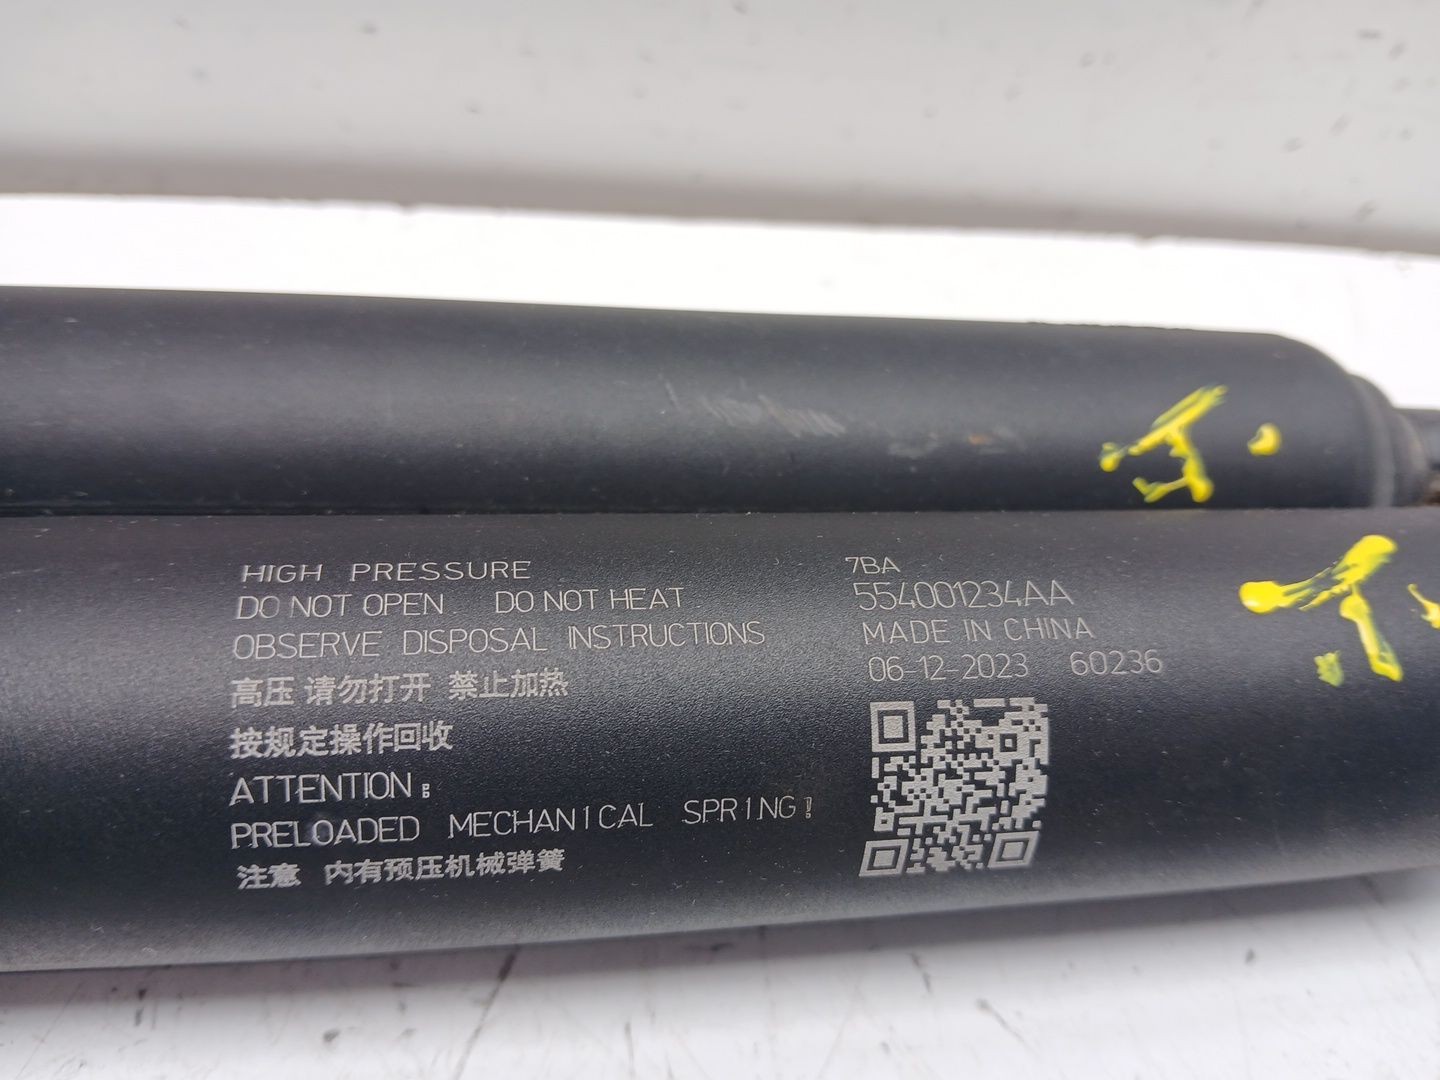 HIGH PRESSURE
DO NOT OPEN DO NOT HEAT
OBSERVE DISPOSAL INSTRUCTIONS
高压 请勿打开 禁止加热
按规定操作回收
ATTENTION:
PRELOADED MECHANICAL SPRING!
注意 内有预压机械弹簧
7BA
554001234AA
MADE IN CHINA
06-12-2023 60236